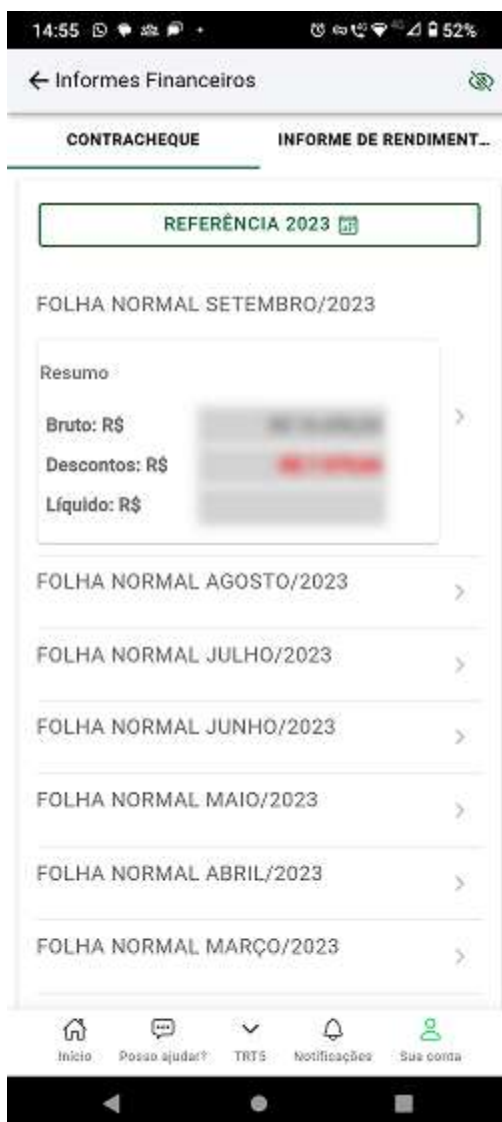 14:55 52%
Informes Financeiros
CONTRACHEQUE INFORME DE RENDIMENT...
REFERÊNCIA 2023
FOLHA NORMAL SETEMBRO/2023
Resumo
Bruto: R$
Descontos: R$
Líquido: R$
FOLHA NORMAL AGOSTO/2023
FOLHA NORMAL JULHO/2023
FOLHA NORMAL JUNHO/2023
FOLHA NORMAL MAIO/2023
FOLHA NORMAL ABRIL/2023
FOLHA NORMAL MARÇO/2023
Início Posso ajudar? TRT5 Notificações Sua conta